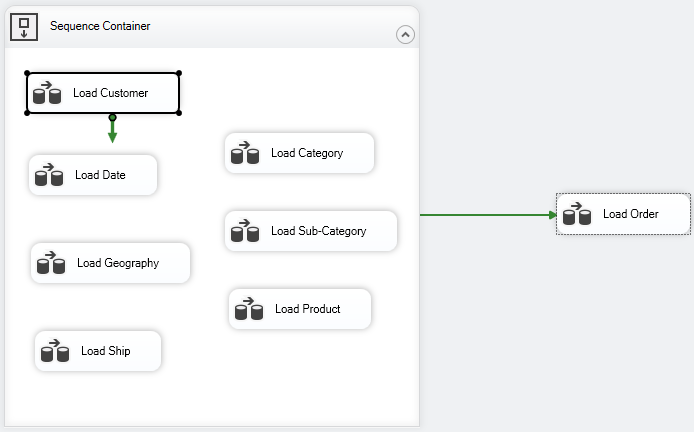 Sequence Container
Load Customer
Load Date
Load Category
Load Order
Load Sub-Category
Load Geography
Load Product
Load Ship